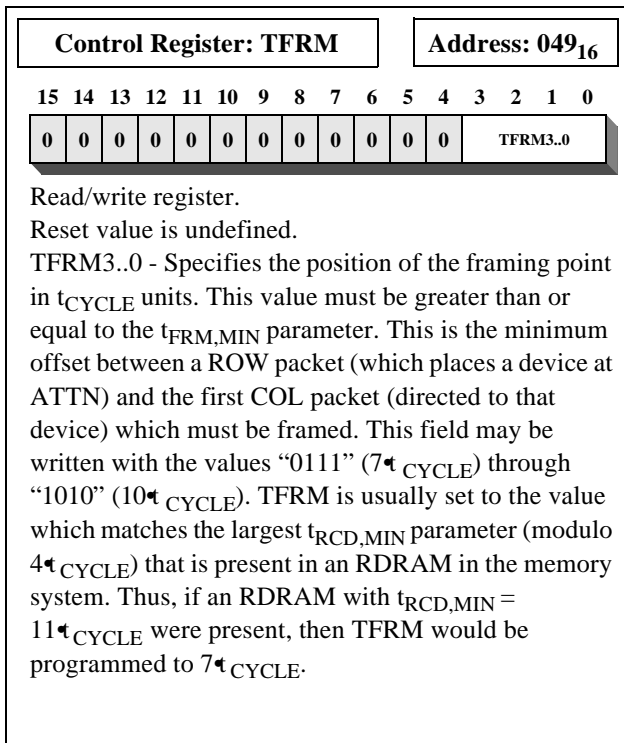 Control Register: TFRM
Address: 049₁₆
15 14 13 12 11 10 9 8 7 6 5 4 3 2 1 0
0 0 0 0 0 0 0 0 0 0 0 0 TFRM3..0
Read/write register.
Reset value is undefined.
TFRM3..0 - Specifies the position of the framing point
in tCYCLE units. This value must be greater than or
equal to the tFRM,MIN parameter. This is the minimum
offset between a ROW packet (which places a device at
ATTN) and the first COL packet (directed to that
device) which must be framed. This field may be
written with the values “0111” (7•tCYCLE) through
“1010” (10•tCYCLE). TFRM is usually set to the value
which matches the largest tRCD,MIN parameter (modulo
4•tCYCLE) that is present in an RDRAM in the memory
system. Thus, if an RDRAM with tRCD,MIN =
11•tCYCLE were present, then TFRM would be
programmed to 7•tCYCLE.